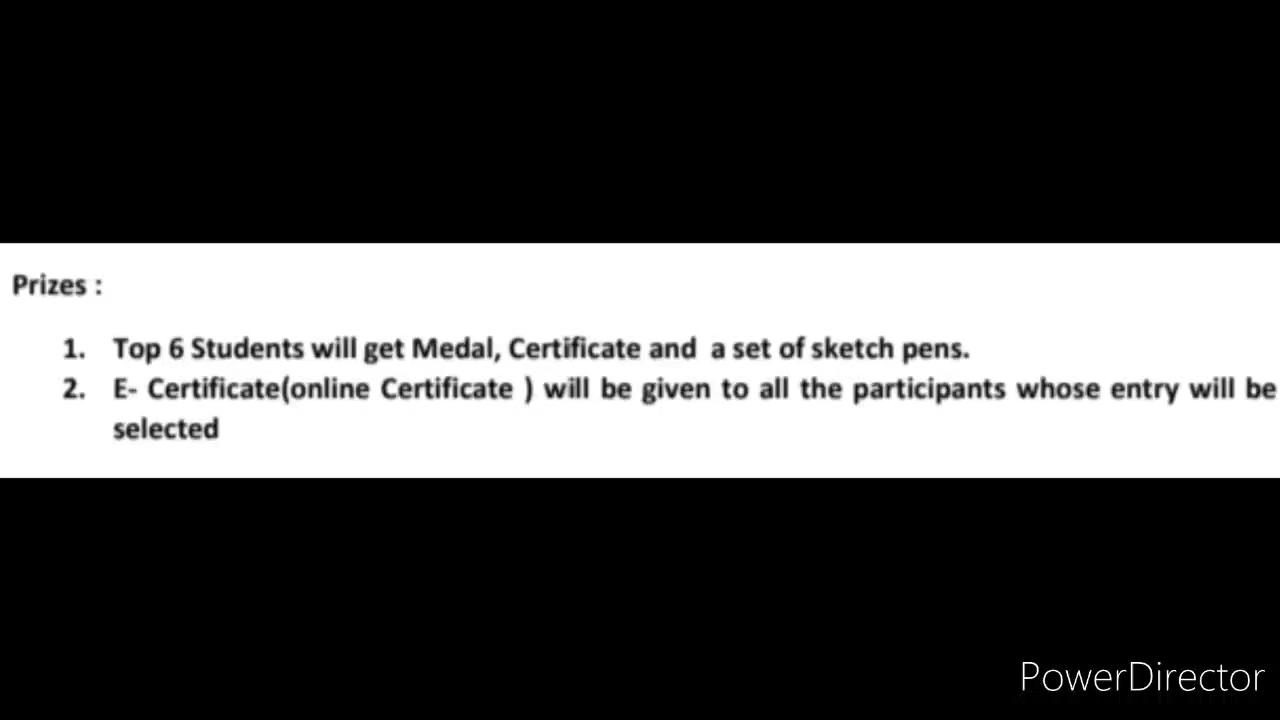 Prizes :
1. Top 6 Students will get Medal, Certificate and a set of sketch pens.
2. E- Certificate(online Certificate ) will be given to all the participants whose entry will be
selected
PowerDirector